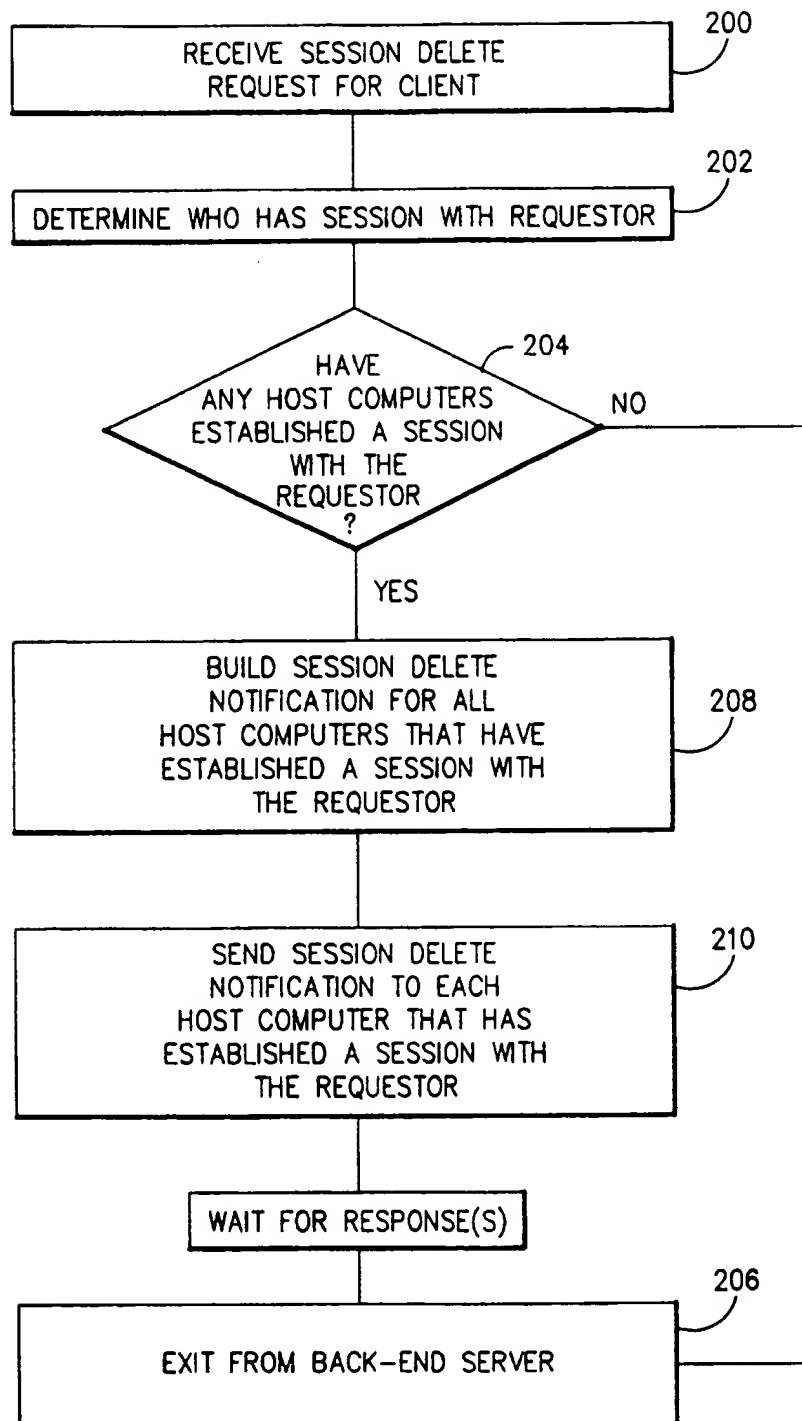 200
RECEIVE SESSION DELETE
REQUEST FOR CLIENT
202
DETERMINE WHO HAS SESSION WITH REQUESTOR
204
HAVE
ANY HOST COMPUTERS
ESTABLISHED A SESSION
WITH THE
REQUESTOR
?
NO
YES
208
BUILD SESSION DELETE
NOTIFICATION FOR ALL
HOST COMPUTERS THAT HAVE
ESTABLISHED A SESSION WITH
THE REQUESTOR
210
SEND SESSION DELETE
NOTIFICATION TO EACH
HOST COMPUTER THAT HAS
ESTABLISHED A SESSION WITH
THE REQUESTOR
WAIT FOR RESPONSE(S)
206
EXIT FROM BACK-END SERVER